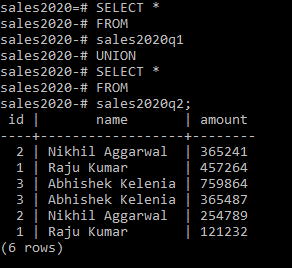 sales2020=# SELECT *
sales2020-# FROM
sales2020-# sales2020q1
sales2020-# UNION
sales2020-# SELECT *
sales2020-# FROM
sales2020-# sales2020q2;
 id |       name       | amount
----+------------------+--------
  2 | Nikhil Aggarwal  | 365241
  1 | Raju Kumar       | 457264
  3 | Abhishek Kelenia | 759864
  3 | Abhishek Kelenia | 365487
  2 | Nikhil Aggarwal  | 254789
  1 | Raju Kumar       | 121232
(6 rows)